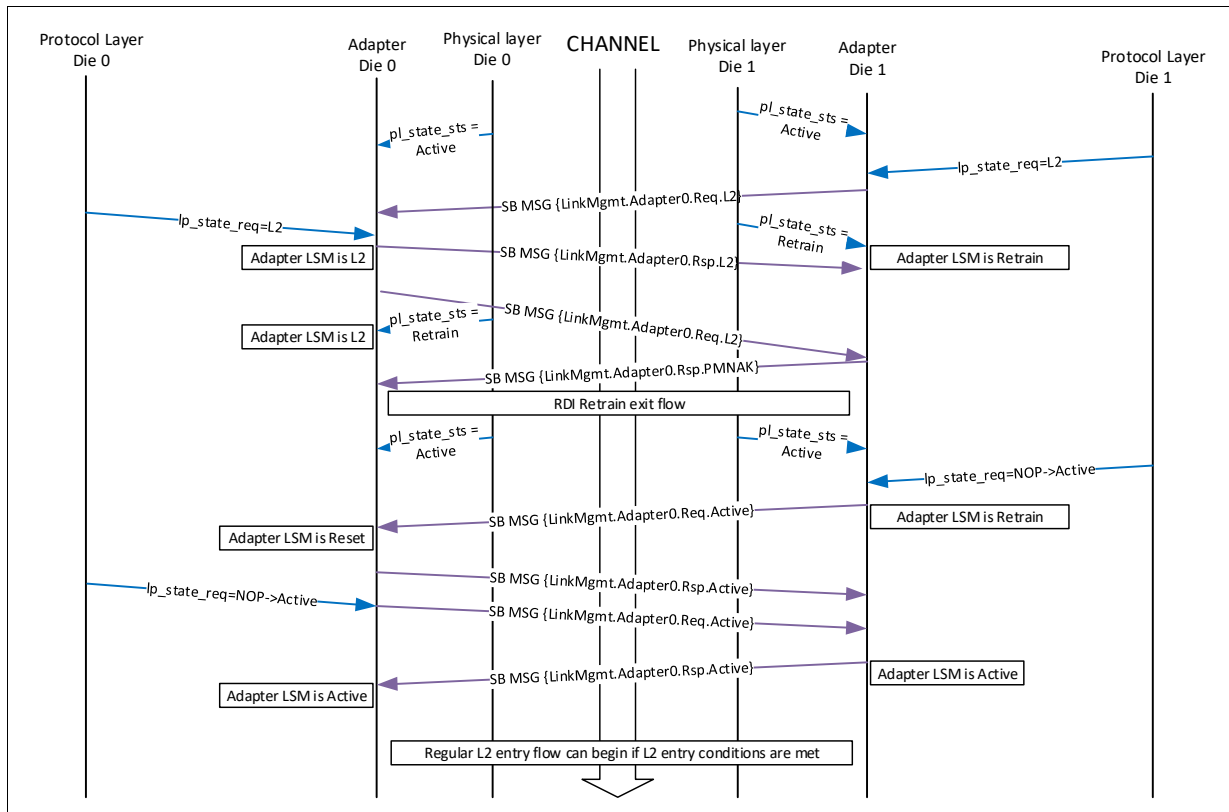 Protocol Layer
Die 0
Adapter
Die 0
Physical layer
Die 0
CHANNEL
Physical layer
Die 1
Adapter
Die 1
Protocol Layer
Die 1
pl_state_sts =
Active
pl_state_sts =
Active
lp_state_req=L2
SB MSG {LinkMgmt.Adapter0.Req.L2}
lp_state_req=L2
pl_state_sts =
Retrain
Adapter LSM is L2
SB MSG {LinkMgmt.Adapter0.Rsp.L2}
Adapter LSM is Retrain
SB MSG {LinkMgmt.Adapter0.Req.L2}
pl_state_sts =
Retrain
Adapter LSM is L2
SB MSG {LinkMgmt.Adapter0.Rsp.PMNAK}
RDI Retrain exit flow
pl_state_sts =
Active
pl_state_sts =
Active
lp_state_req=NOP->Active
SB MSG {LinkMgmt.Adapter0.Req.Active}
Adapter LSM is Retrain
Adapter LSM is Reset
SB MSG {LinkMgmt.Adapter0.Rsp.Active}
lp_state_req=NOP->Active
SB MSG {LinkMgmt.Adapter0.Req.Active}
SB MSG {LinkMgmt.Adapter0.Rsp.Active}
Adapter LSM is Active
Adapter LSM is Active
Regular L2 entry flow can begin if L2 entry conditions are met